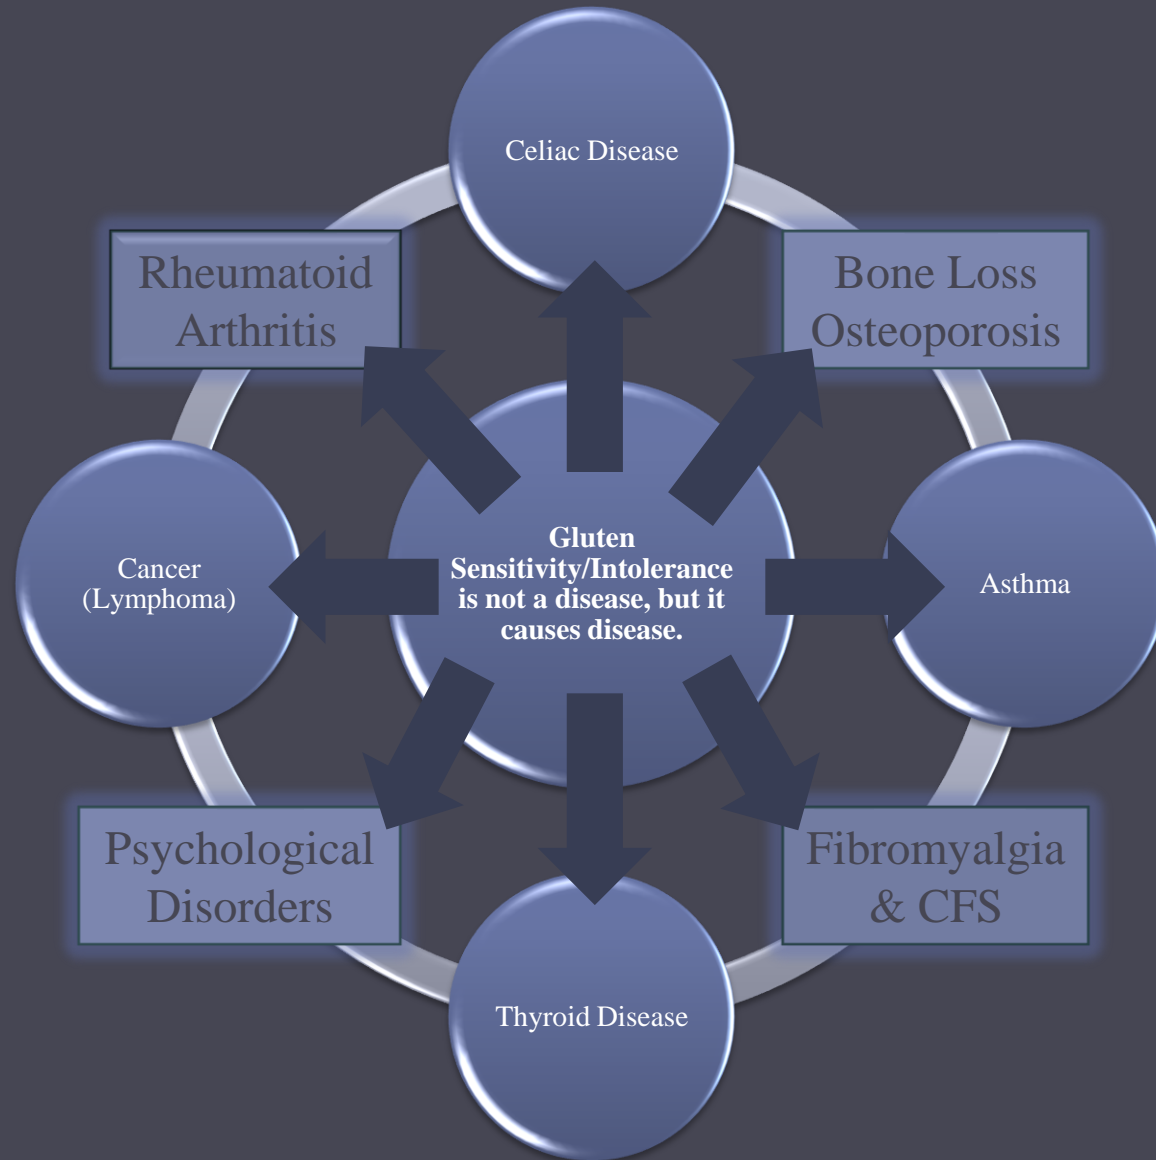 Celiac Disease
Rheumatoid
Arthritis
Bone Loss
Osteoporosis
Cancer
(Lymphoma)
Gluten
Sensitivity/Intolerance
is not a disease, but it
causes disease.
Asthma
Psychological
Disorders
Fibromyalgia
& CFS
Thyroid Disease